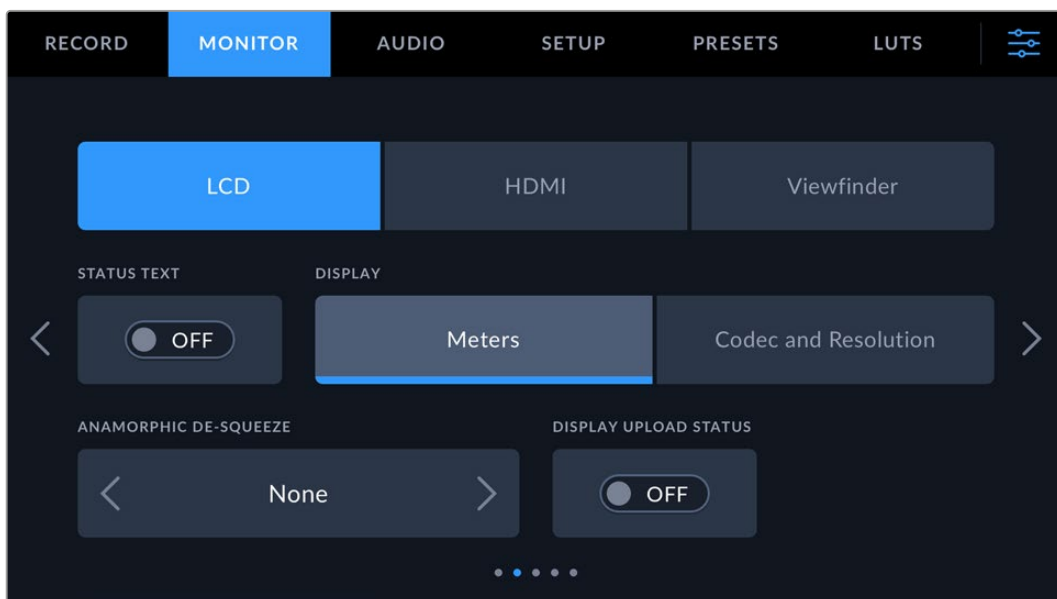 RECORD MONITOR AUDIO SETUP PRESETS LUTS
LCD HDMI Viewfinder
STATUS TEXT DISPLAY
OFF Meters Codec and Resolution
ANAMORPHIC DE-SQUEEZE DISPLAY UPLOAD STATUS
None OFF